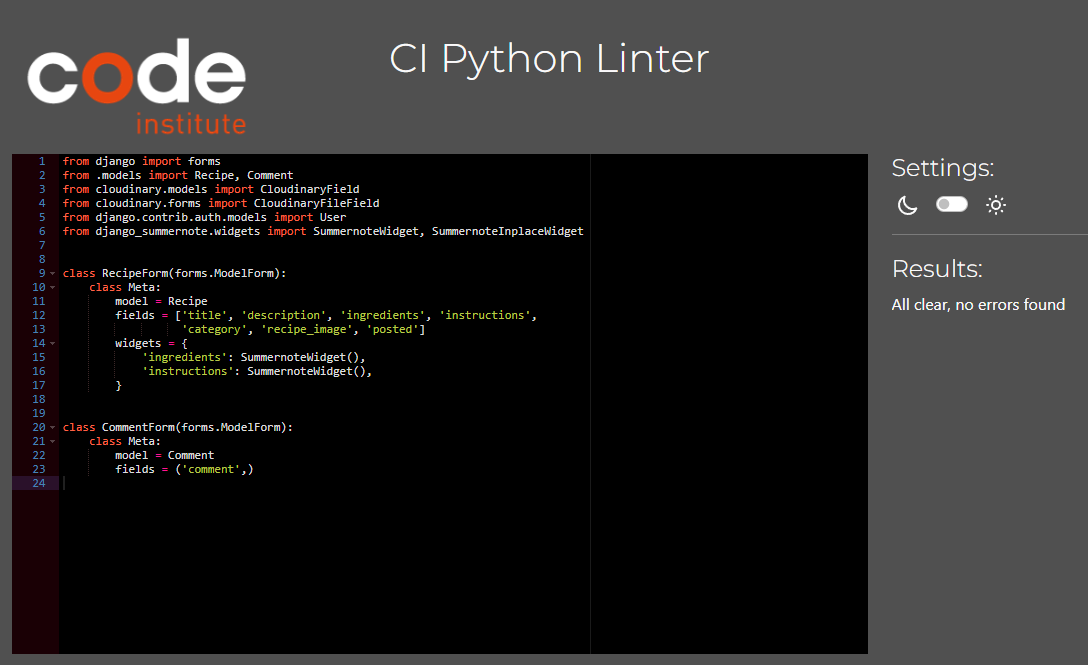 code
institute
CI Python Linter
1 from django import forms
2 from .models import Recipe, Comment
3 from cloudinary.models import CloudinaryField
4 from cloudinary.forms import CloudinaryFileField
5 from django.contrib.auth.models import User
6 from django_summernote.widgets import SummernoteWidget, SummernoteInplaceWidget
7
8
9 class RecipeForm(forms.ModelForm):
10     class Meta:
11         model = Recipe
12         fields = ['title', 'description', 'ingredients', 'instructions',
13                   'category', 'recipe_image', 'posted']
14         widgets = {
15             'ingredients': SummernoteWidget(),
16             'instructions': SummernoteWidget(),
17         }
18
19
20 class CommentForm(forms.ModelForm):
21     class Meta:
22         model = Comment
23         fields = ('comment',)
24
Settings:
Results:
All clear, no errors found